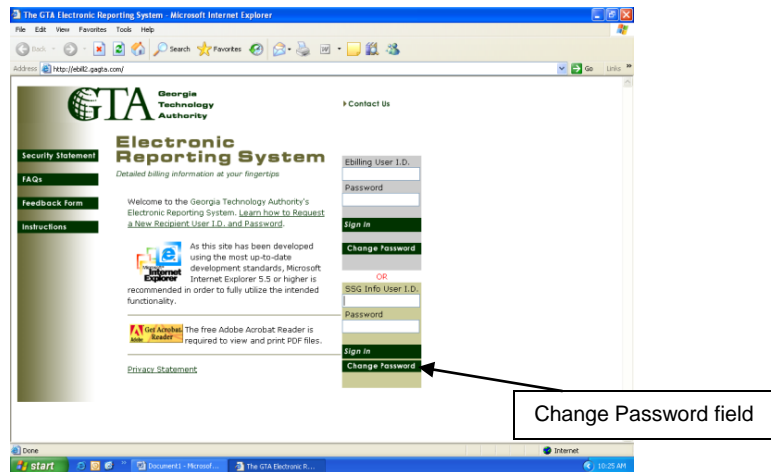 The GTA Electronic Reporting System - Microsoft Internet Explorer
File Edit View Favorites Tools Help
Back Search Favorites
Address http://ebill2.gagta.com/ Go Links
GTA Georgia Technology Authority
Contact Us
Electronic
Reporting System
Detailed billing information at your fingertips
Security Statement
FAQs
Feedback Form
Instructions
Welcome to the Georgia Technology Authority's
Electronic Reporting System. Learn how to Request
a New Recipient User I.D. and Password.
Microsoft Internet Explorer
As this site has been developed
using the most up-to-date
development standards, Microsoft
Internet Explorer 5.5 or higher is
recommended in order to fully utilize the intended
functionality.
Get Acrobat Reader
Adobe
The free Adobe Acrobat Reader is
required to view and print PDF files.
Privacy Statement
Ebilling User I.D.
Password
Sign in
Change Password
OR
SSG Info User I.D.
Password
Sign in
Change Password
Change Password field
Done Internet
start Document1 - Microsof... The GTA Electronic R... 10:25 AM